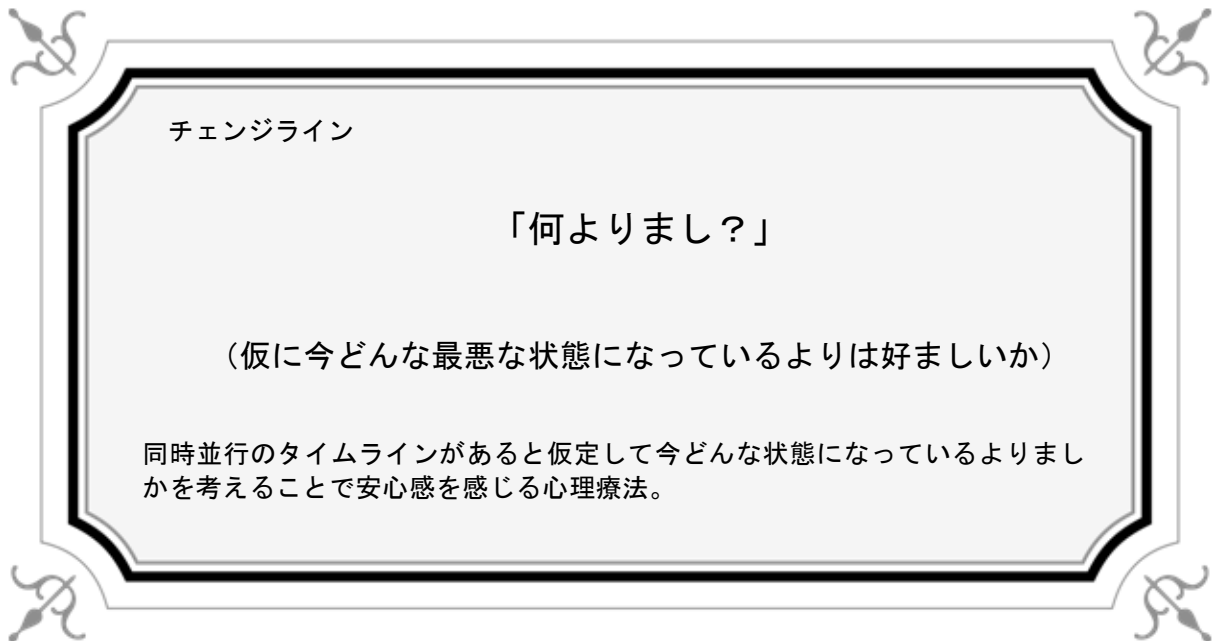 チェンジライン
「何よりまし？」
（仮に今どんな最悪な状態になっているよりは好ましいか）
同時並行のタイムラインがあると仮定して今どんな状態になっているよりまし
かを考えることで安心感を感じる心理療法。